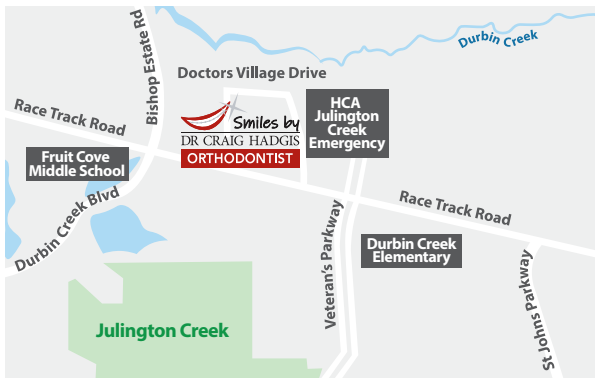 Bishop Estate Rd
Durbin Creek
Doctors Village Drive
Race Track Road
Smiles by
DR CRAIG HADGIS
ORTHODONTIST
HCA
Julington
Creek
Emergency
Fruit Cove
Middle School
Durbin Creek Blvd
Race Track Road
Veteran's Parkway
Durbin Creek
Elementary
St Johns Parkway
Julington Creek